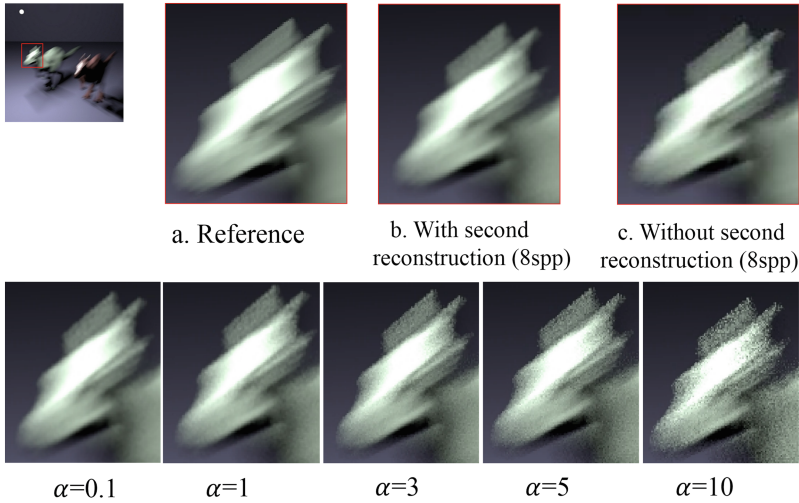 a. Reference
b. With second
reconstruction (8spp)
c. Without second
reconstruction (8spp)
α=0.1
α=1
α=3
α=5
α=10